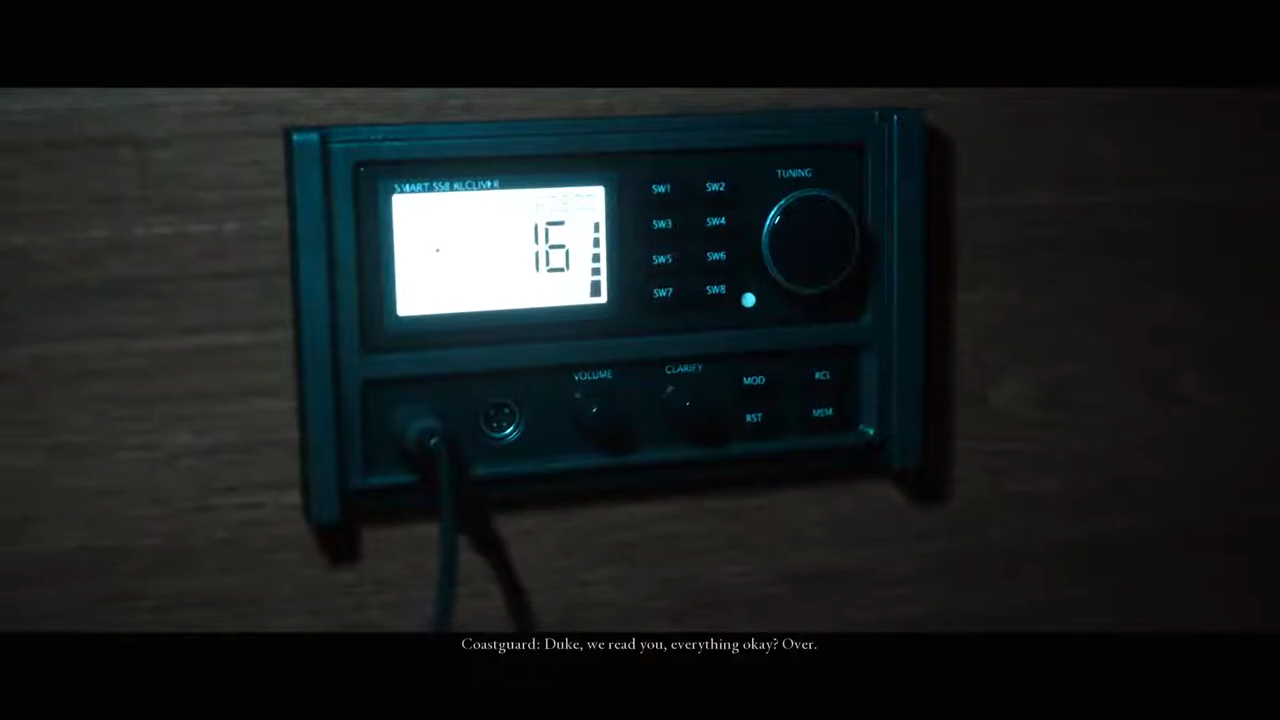 SMART SSB RECEIVER
16
SW1 SW2
SW3 SW4
SW5 SW6
SW7 SW8
TUNING
VOLUME
CLARIFY
MOD
RCL
RST
MEM
Coastguard: Duke, we read you, everything okay? Over.